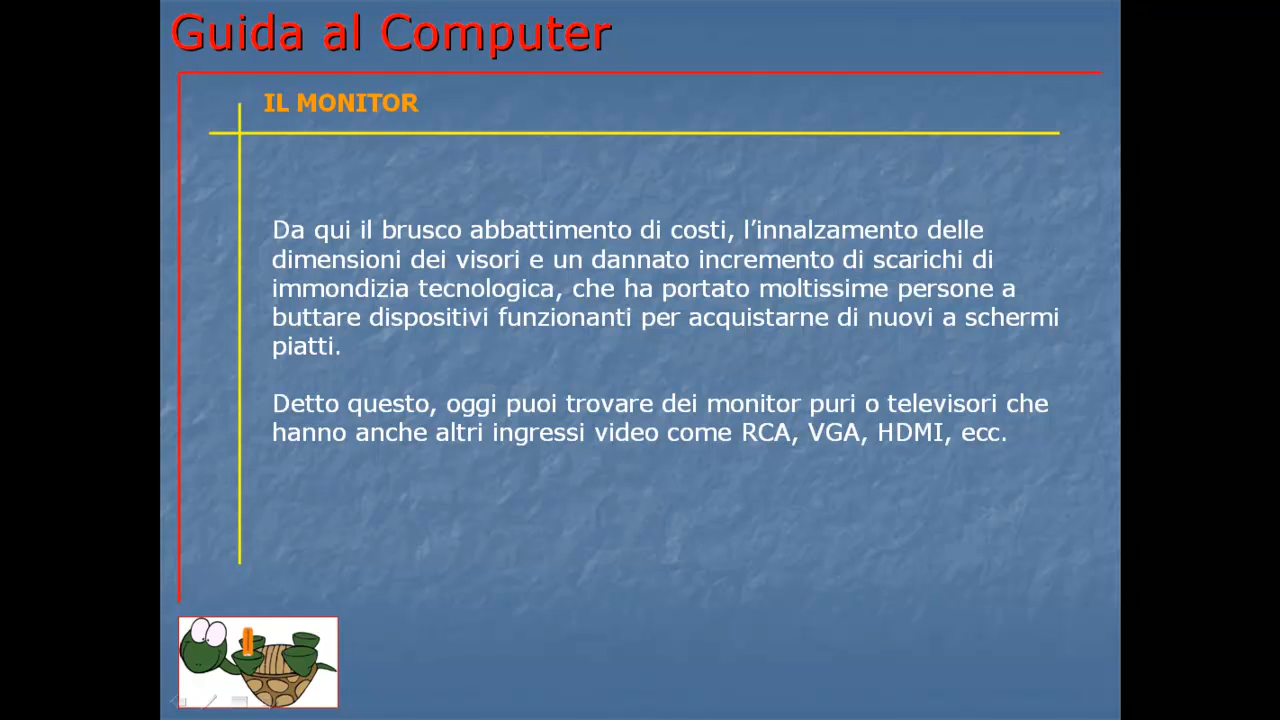 Guida al Computer
IL MONITOR
Da qui il brusco abbattimento di costi, l’innalzamento delle
dimensioni dei visori e un dannato incremento di scarichi di
immondizia tecnologica, che ha portato moltissime persone a
buttare dispositivi funzionanti per acquistarne di nuovi a schermi
piatti.
Detto questo, oggi puoi trovare dei monitor puri o televisori che
hanno anche altri ingressi video come RCA, VGA, HDMI, ecc.